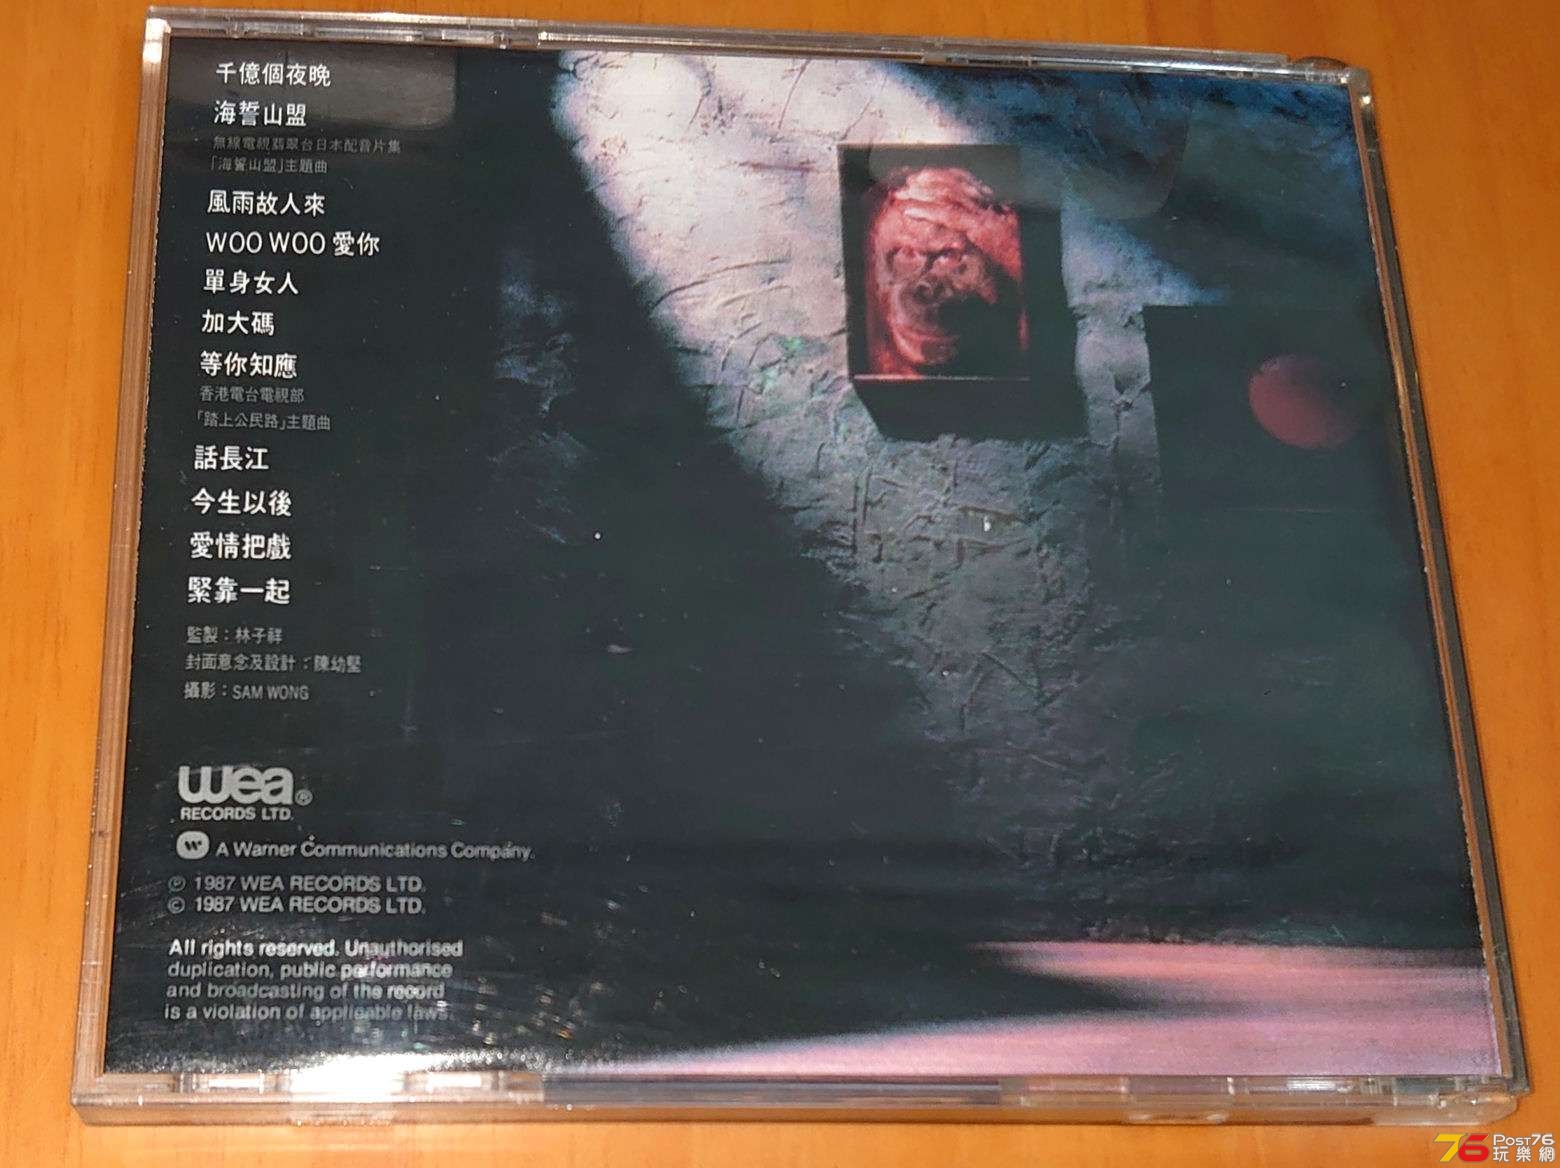 千億個夜晚
海誓山盟
無線電視翡翠台日本配音片集
「海誓山盟」主題曲
風雨故人來
WOO WOO 愛你
單身女人
加大碼
等你知應
香港電台電視部
「踏上公民路」主題曲
話長江
今生以後
愛情把戲
緊靠一起
監製：林子祥
封面意念及設計：陳幼堅
攝影：SAM WONG
wea®
RECORDS LTD.
A Warner Communications Company.
℗ 1987 WEA RECORDS LTD.
© 1987 WEA RECORDS LTD.
All rights reserved. Unauthorised
duplication, public performance
and broadcasting of the record
is a violation of applicable laws.
76 POST76
玩樂網